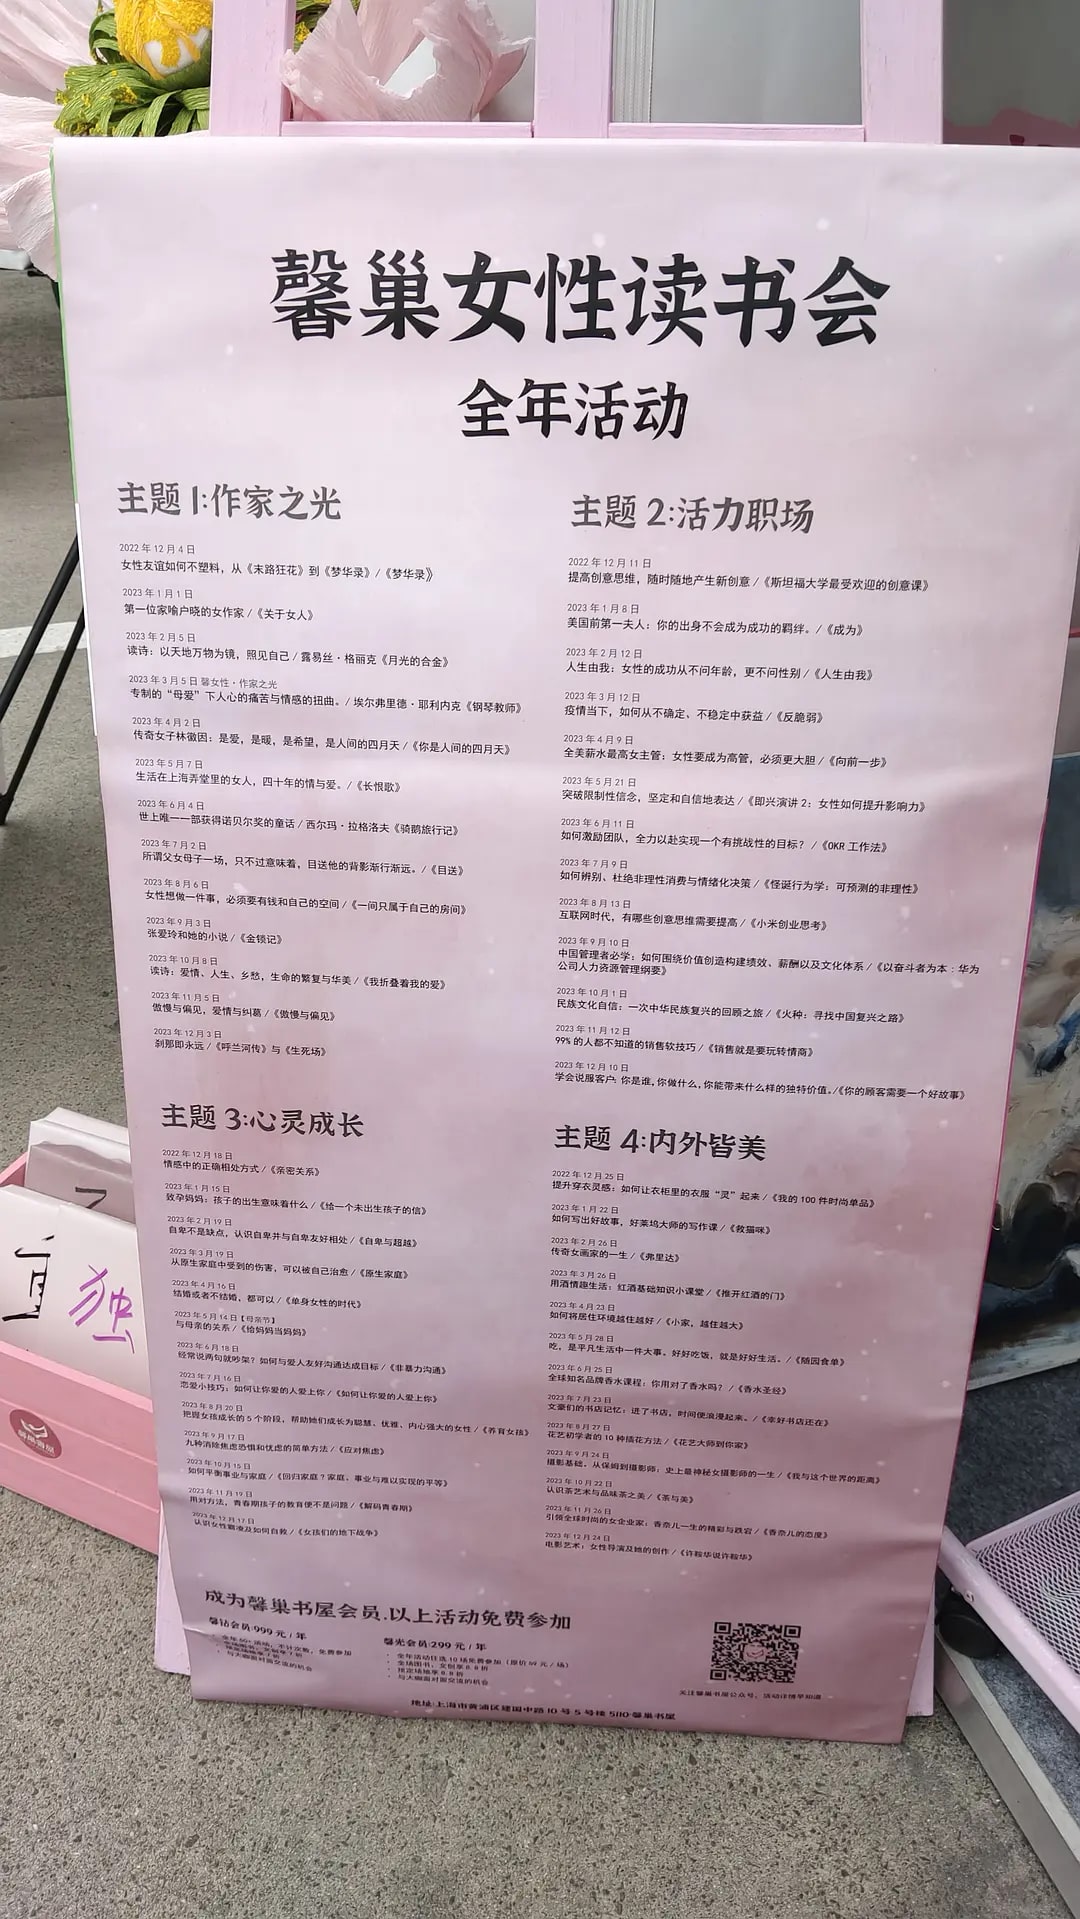 馨巢女性读书会
全年活动
主题 1:作家之光
2022 年 12 月 4 日
女性友谊如何不塑料，从《末路狂花》到《梦华录》/《梦华录》
2023 年 1 月 1 日
第一位家喻户晓的女作家 /《关于女人》
2023 年 2 月 5 日
读诗：以天地万物为镜，照见自己 / 露易丝·格丽克《月光的合金》
2023 年 3 月 5 日 馨女性·作家之光
专制的“母爱”下人心的痛苦与情感的扭曲。/ 埃尔弗里德·耶利内克《钢琴教师》
2023 年 4 月 2 日
传奇女子林徽因：是爱，是暖，是希望，是人间的四月天 /《你是人间的四月天》
2023 年 5 月 7 日
生活在上海弄堂里的女人，四十年的情与爱。/《长恨歌》
2023 年 6 月 4 日
世上唯一一部获得诺贝尔奖的童话 / 西尔玛·拉格洛夫《骑鹅旅行记》
2023 年 7 月 2 日
所谓父女母子一场，只不过意味着，目送他的背影渐行渐远。/《目送》
2023 年 8 月 6 日
女性想做一件事，必须要有钱和自己的空间 /《一间只属于自己的房间》
2023 年 9 月 3 日
张爱玲和她的小说 /《金锁记》
2023 年 10 月 8 日
读诗：爱情、人生、乡愁，生命的繁复与华美 /《我折叠着我的爱》
2023 年 11 月 5 日
傲慢与偏见，爱情与纠葛 /《傲慢与偏见》
2023 年 12 月 3 日
刹那即永远 /《呼兰河传》与《生死场》
主题 2:活力职场
2022 年 12 月 11 日
提高创意思维，随时随地产生新创意 /《斯坦福大学最受欢迎的创意课》
2023 年 1 月 8 日
美国前第一夫人：你的出身不会成为成功的羁绊。/《成为》
2023 年 2 月 12 日
人生由我：女性的成功从不问年龄，更不问性别 /《人生由我》
2023 年 3 月 12 日
疫情当下，如何从不确定、不稳定中获益 /《反脆弱》
2023 年 4 月 9 日
全美薪水最高女主管：女性要成为高管，必须更大胆 /《向前一步》
2023 年 5 月 21 日
突破限制性信念，坚定和自信地表达 /《即兴演讲 2：女性如何提升影响力》
2023 年 6 月 11 日
如何激励团队，全力以赴实现一个有挑战性的目标？ /《OKR 工作法》
2023 年 7 月 9 日
如何辨别、杜绝非理性消费与情绪化决策 /《怪诞行为学：可预测的非理性》
2023 年 8 月 13 日
互联网时代，有哪些创意思维需要提高 /《小米创业思考》
2023 年 9 月 10 日
中国管理者必学：如何围绕价值创造构建绩效、薪酬以及文化体系 /《以奋斗者为本：华为
公司人力资源管理纲要》
2023 年 10 月 1 日
民族文化自信：一次中华民族复兴的回顾之旅 /《火种：寻找中国复兴之路》
2023 年 11 月 12 日
99% 的人都不知道的销售软技巧 /《销售就是要玩转情商》
2023 年 12 月 10 日
学会说服客户：你是谁，你做什么，你能带来什么样的独特价值。/《你的顾客需要一个好故事》
主题 3:心灵成长
2022 年 12 月 18 日
情感中的正确相处方式 /《亲密关系》
2023 年 1 月 15 日
致孕妈妈：孩子的出生意味着什么 /《给一个未出生孩子的信》
2023 年 2 月 19 日
自卑不是缺点，认识自卑并与自卑友好相处 /《自卑与超越》
2023 年 3 月 19 日
从原生家庭中受到的伤害，可以被自己治愈 /《原生家庭》
2023 年 4 月 16 日
结婚或者不结婚，都可以 /《单身女性的时代》
2023 年 5 月 14 日【母亲节】
与母亲的关系 /《给妈妈当妈妈》
2023 年 6 月 18 日
经常说两句就吵架？如何与爱人友好沟通达成目标 /《非暴力沟通》
2023 年 7 月 16 日
恋爱小技巧：如何让你爱的人爱上你 /《如何让你爱的人爱上你》
2023 年 8 月 20 日
把握女孩成长的 5 个阶段，帮助她们成长为聪慧、优雅、内心强大的女性 /《养育女孩》
2023 年 9 月 17 日
九种消除焦虑恐惧和忧虑的简单方法 /《应对焦虑》
2023 年 10 月 15 日
如何平衡事业与家庭 /《回归家庭？家庭、事业与难以实现的平等》
2023 年 11 月 19 日
用对方法，青春期孩子的教育便不是问题 /《解码青春期》
2023 年 12 月 17 日
认识女性霸凌及如何自救 /《女孩们的地下战争》
主题 4:内外皆美
2022 年 12 月 25 日
提升穿衣灵感：如何让衣柜里的衣服“灵”起来 /《我的 100 件时尚单品》
2023 年 1 月 22 日
如何写出好故事，好莱坞大师的写作课 /《救猫咪》
2023 年 2 月 26 日
传奇女画家的一生 /《弗里达》
2023 年 3 月 26 日
用酒情趣生活：红酒基础知识小课堂 /《推开红酒的门》
2023 年 4 月 23 日
如何将居住环境越住越好 /《小家，越住越大》
2023 年 5 月 28 日
吃，是平凡生活中一件大事。好好吃饭，就是好好生活。/《随园食单》
2023 年 6 月 25 日
全球知名品牌香水课程：你用对了香水吗？ /《香水圣经》
2023 年 7 月 23 日
文豪们的书店记忆：进了书店，时间便浪漫起来。/《幸好书店还在》
2023 年 8 月 27 日
花艺初学者的 10 种插花方法 /《花艺大师到你家》
2023 年 9 月 24 日
摄影基础。从保姆到摄影师：史上最神秘女摄影师的一生 /《我与这个世界的距离》
2023 年 10 月 22 日
认识茶艺术与品味茶之美 /《茶与美》
2023 年 11 月 26 日
引领全球时尚的女企业家：香奈儿一生的精彩与跌宕 /《香奈儿的态度》
2023 年 12 月 24 日
电影艺术：女性导演及她的创作 /《许鞍华说许鞍华》
成为馨巢书屋会员,以上活动免费参加
馨钻会员:999 元 / 年
· 全年 60+ 活动，不计次数，免费参加
· 与大咖面对面交流的机会
馨光会员:299 元 / 年
· 全年活动任选 10 场免费参加（原价 69 元 / 场）
· 全场图书、文创享 8.8 折
· 预定场地享 8.8 折
· 与大咖面对面交流的机会
关注馨巢书屋公众号，活动详情早知道
地址:上海市黄浦区建国中路 10 号 5 号楼 5110·馨巢书屋
独